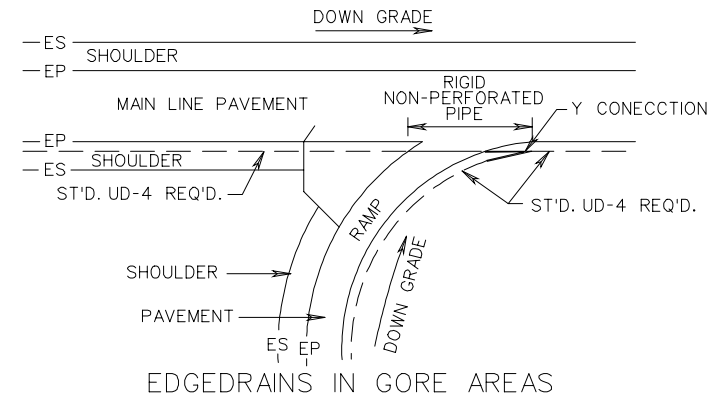 DOWN GRADE
ES
SHOULDER
EP
RIGID
NON-PERFORATED
PIPE
MAIN LINE PAVEMENT
Y CONECCTION
EP
SHOULDER
ES
ST'D. UD-4 REQ'D.
ST'D. UD-4 REQ'D.
RAMP
SHOULDER
DOWN GRADE
PAVEMENT
ES
EP
EDGEDRAINS IN GORE AREAS